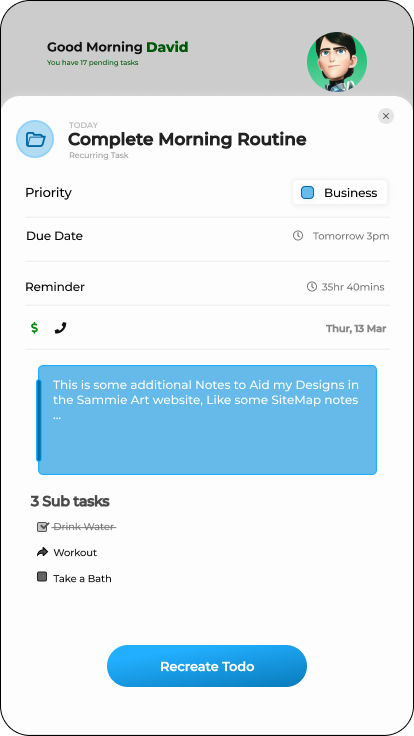 Good Morning David
You have 17 pending tasks
TODAY
Complete Morning Routine
Recurring Task
Priority
Business
Due Date
Tomorrow 3pm
Reminder
35hr 40mins
$
Thur, 13 Mar
This is some additional Notes to Aid my Designs in
the Sammie Art website, Like some SiteMap notes
...
3 Sub tasks
Drink Water
Workout
Take a Bath
Recreate Todo